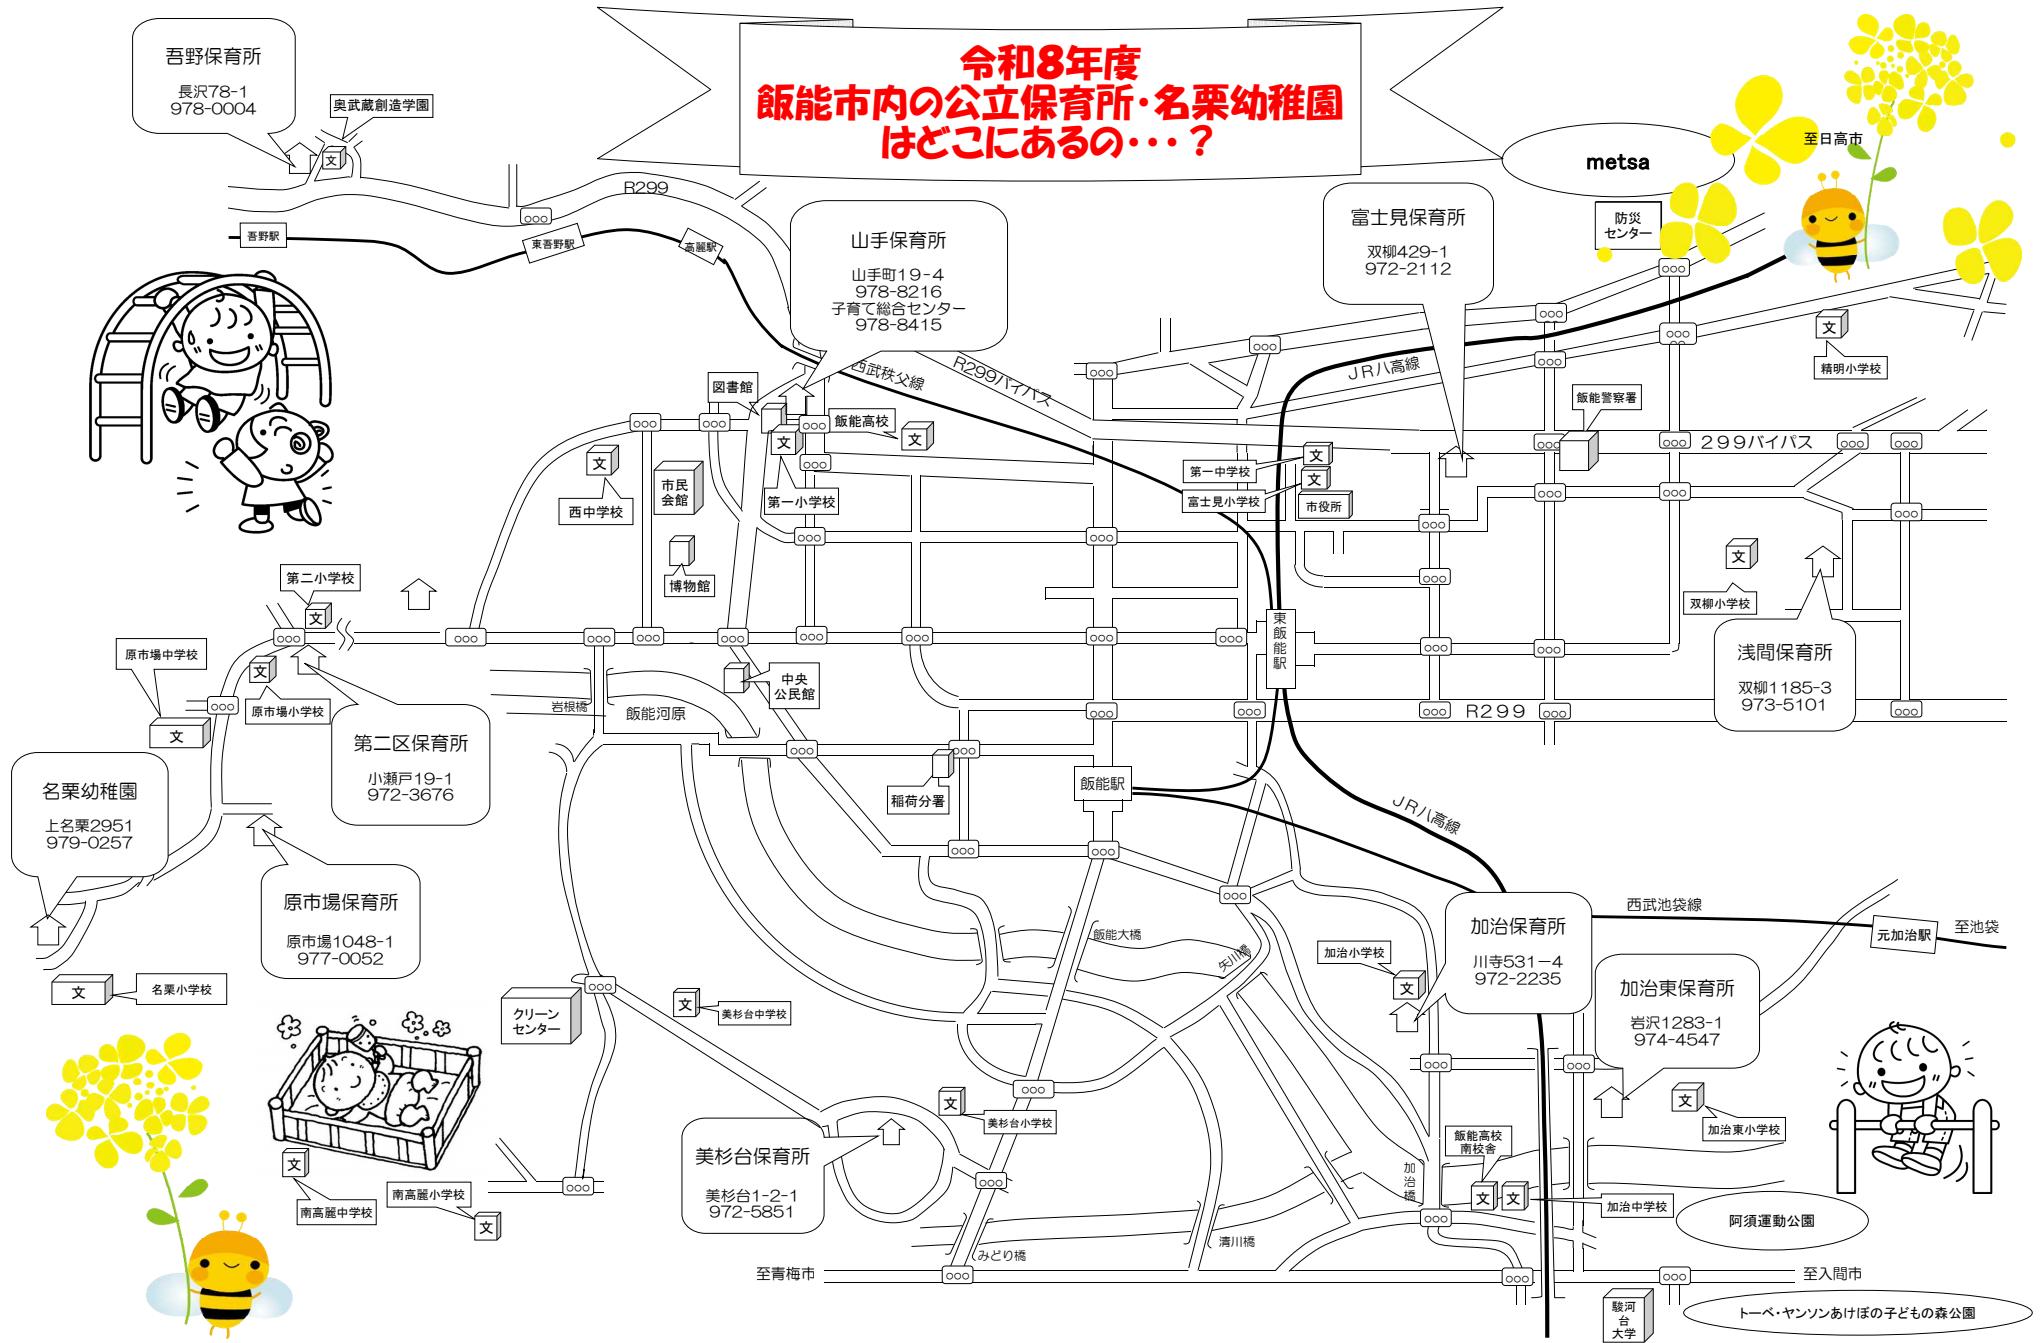 令和8年度
飯能市内の公立保育所・名栗幼稚園
はどこにあるの・・・？
吾野保育所
長沢78-1
978-0004
奥武蔵創造学園
文
R299
吾野駅
東吾野駅
高麗駅
山手保育所
山手町19-4
978-8216
子育て総合センター
978-8415
富士見保育所
双柳429-1
972-2112
metsa
至日高市
防災
センター
文
精明小学校
西武秩父線
R299バイパス
JR八高線
飯能警察署
299バイパス
図書館
文
飯能高校
文
第一小学校
文
西中学校
市民
会館
博物館
第一中学校
文
富士見小学校
文
市役所
文
双柳小学校
浅間保育所
双柳1185-3
973-5101
第二小学校
文
原市場中学校
文
文
原市場小学校
第二区保育所
小瀬戸19-1
972-3676
岩根橋
飯能河原
中央
公民館
東飯能駅
R299
名栗幼稚園
上名栗2951
979-0257
原市場保育所
原市場1048-1
977-0052
稲荷分署
飯能駅
JR八高線
西武池袋線
元加治駅
至池袋
文
名栗小学校
クリーン
センター
文
美杉台中学校
飯能大橋
矢川橋
加治小学校
文
加治保育所
川寺531－4
972-2235
加治東保育所
岩沢1283-1
974-4547
文
加治東小学校
文
美杉台小学校
美杉台保育所
美杉台1-2-1
972-5851
文
南高麗中学校
南高麗小学校
文
飯能高校
南校舎
文
文
加治中学校
加治橋
阿須運動公園
みどり橋
清川橋
至青梅市
至入間市
駿河
台
大学
トーベ・ヤンソンあけぼの子どもの森公園